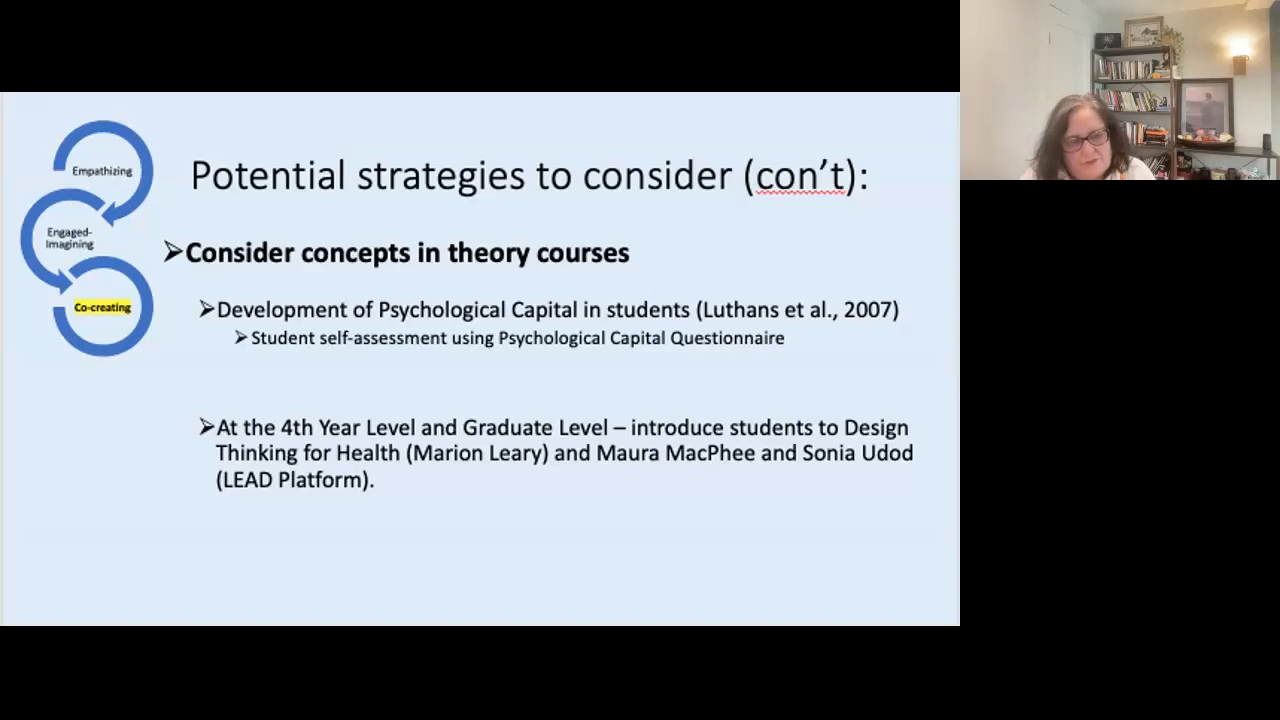 Empathizing
Engaged-
Imagining
Co-creating
Potential strategies to consider (con’t):
Consider concepts in theory courses
Development of Psychological Capital in students (Luthans et al., 2007)
Student self-assessment using Psychological Capital Questionnaire
At the 4th Year Level and Graduate Level – introduce students to Design
Thinking for Health (Marion Leary) and Maura MacPhee and Sonia Udod
(LEAD Platform).